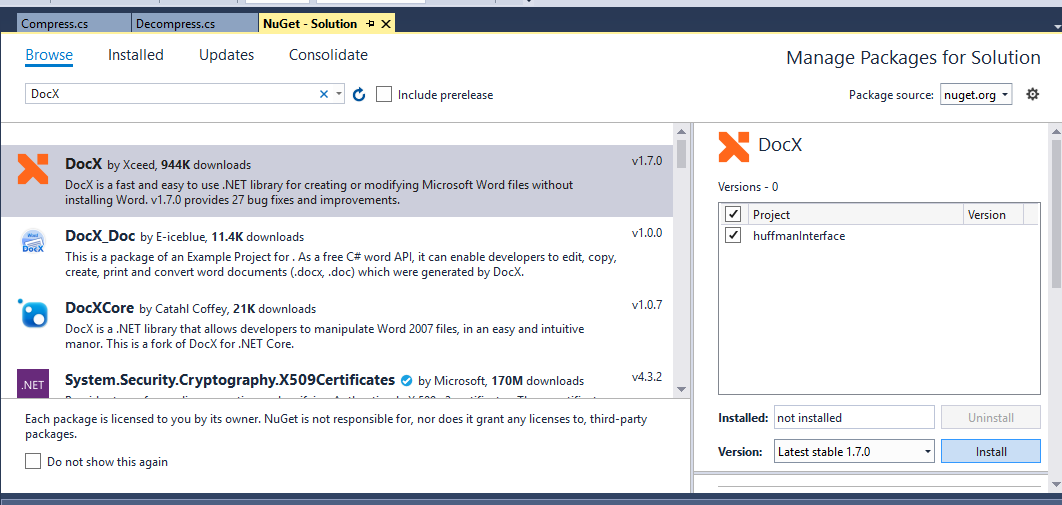 Compress.cs
Decompress.cs
NuGet - Solution
Browse
Installed
Updates
Consolidate
Manage Packages for Solution
DocX
Include prerelease
Package source: nuget.org
DocX by Xceed, 944K downloads
v1.7.0
DocX is a fast and easy to use .NET library for creating or modifying Microsoft Word files without
installing Word. v1.7.0 provides 27 bug fixes and improvements.
Word
DocX
DocX_Doc by E-iceblue, 11.4K downloads
v1.0.0
This is a package of an Example Project for . As a free C# word API, it can enable developers to edit, copy,
create, print and convert word documents (.docx, .doc) which were generated by DocX.
DocXCore by Catahl Coffey, 21K downloads
v1.0.7
DocX is a .NET library that allows developers to manipulate Word 2007 files, in an easy and intuitive
manor. This is a fork of DocX for .NET Core.
.NET
System.Security.Cryptography.X509Certificates by Microsoft, 170M downloads
v4.3.2
Each package is licensed to you by its owner. NuGet is not responsible for, nor does it grant any licenses to, third-party
packages.
Do not show this again
DocX
Versions - 0
Project
Version
huffmanInterface
Installed: not installed
Uninstall
Version: Latest stable 1.7.0
Install